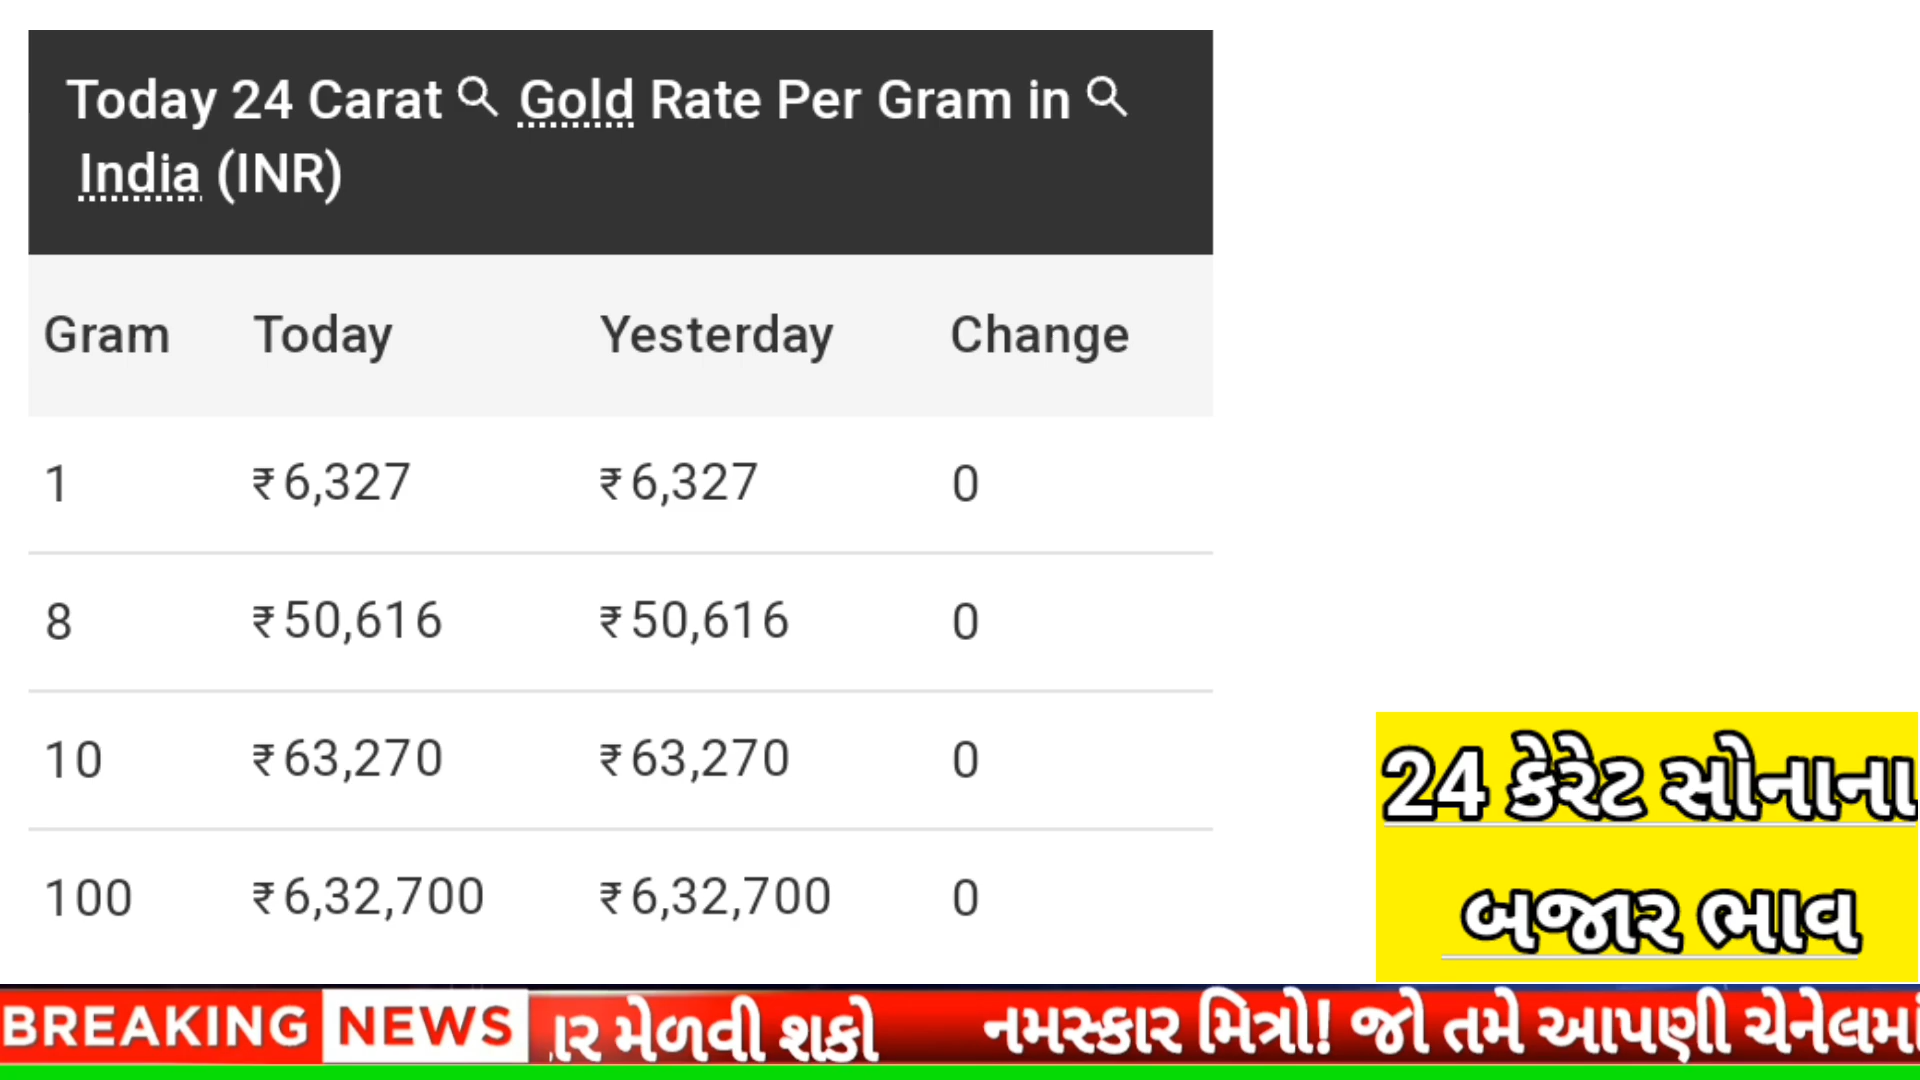 Today 24 Carat Gold Rate Per Gram in
India (INR)
Gram Today Yesterday Change
1 ₹6,327 ₹6,327 0
8 ₹50,616 ₹50,616 0
10 ₹63,270 ₹63,270 0
100 ₹6,32,700 ₹6,32,700 0
24 કેરેટ સોનાના
બજાર ભાવ
BREAKING NEWS મેળવી શકો નમસ્કાર મિત્રો! જો તમે આપણી ચેનેલમાં